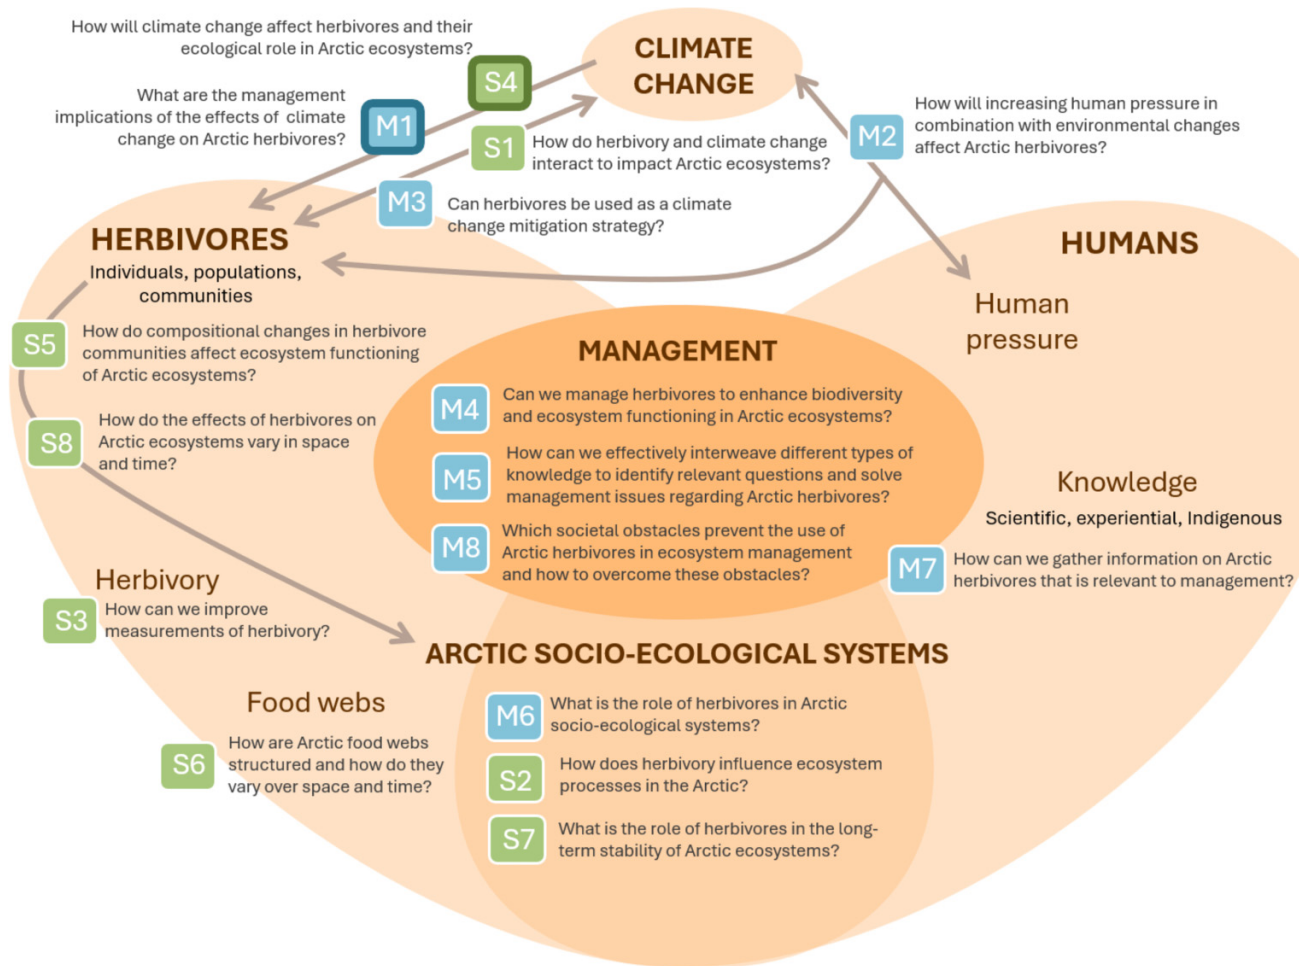 How will climate change affect herbivores and their
ecological role in Arctic ecosystems?
S4
CLIMATE
CHANGE
What are the management
implications of the effects of climate
change on Arctic herbivores?
M1
S1
How do herbivory and climate change
interact to impact Arctic ecosystems?
M2
How will increasing human pressure in
combination with environmental changes
affect Arctic herbivores?
M3
Can herbivores be used as a climate
change mitigation strategy?
HERBIVORES
Individuals, populations,
communities
HUMANS
Human
pressure
S5
How do compositional changes in herbivore
communities affect ecosystem functioning
of Arctic ecosystems?
S8
How do the effects of herbivores on
Arctic ecosystems vary in space
and time?
MANAGEMENT
M4
Can we manage herbivores to enhance biodiversity
and ecosystem functioning in Arctic ecosystems?
M5
How can we effectively interweave different types of
knowledge to identify relevant questions and solve
management issues regarding Arctic herbivores?
M8
Which societal obstacles prevent the use of
Arctic herbivores in ecosystem management
and how to overcome these obstacles?
Knowledge
Scientific, experiential, Indigenous
M7
How can we gather information on Arctic
herbivores that is relevant to management?
Herbivory
S3
How can we improve
measurements of herbivory?
ARCTIC SOCIO-ECOLOGICAL SYSTEMS
Food webs
S6
How are Arctic food webs
structured and how do they
vary over space and time?
M6
What is the role of herbivores in Arctic
socio-ecological systems?
S2
How does herbivory influence ecosystem
processes in the Arctic?
S7
What is the role of herbivores in the long-
term stability of Arctic ecosystems?